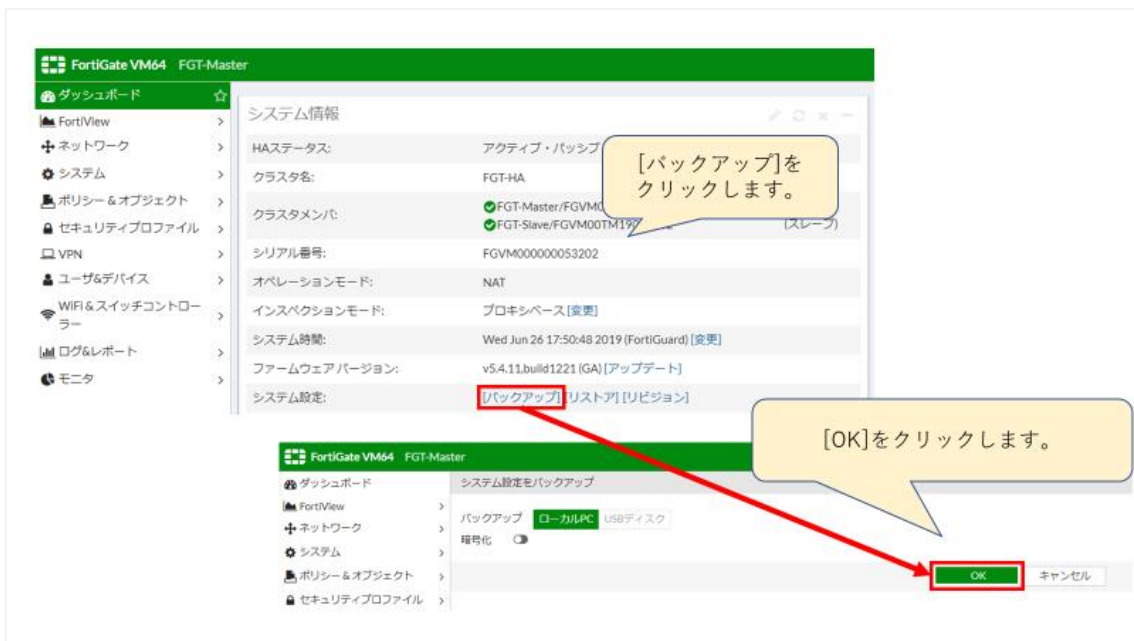 FortiGate VM64 FGT-Master
ダッシュボード
FortiView
ネットワーク
システム
ポリシー&オブジェクト
セキュリティプロファイル
VPN
ユーザ&デバイス
WiFi&スイッチコントロー
ラー
ログ&レポート
モニタ
システム情報
HAステータス: アクティブ・パッシブ
クラスタ名: FGT-HA
クラスタメンバ: FGT-Master/FGVM0
FGT-Slave/FGVM00TM190 (スレーブ)
シリアル番号: FGVM000000053202
オペレーションモード: NAT
インスペクションモード: プロキシベース [変更]
システム時間: Wed Jun 26 17:50:48 2019 (FortiGuard) [変更]
ファームウェアバージョン: v5.4.11,build1221 (GA) [アップデート]
システム設定: [バックアップ] [リストア] [リビジョン]
[バックアップ]を
クリックします。
[OK]をクリックします。
FortiGate VM64 FGT-Master
ダッシュボード
FortiView
ネットワーク
システム
ポリシー&オブジェクト
セキュリティプロファイル
システム設定をバックアップ
バックアップ ローカルPC USBディスク
暗号化
OK キャンセル